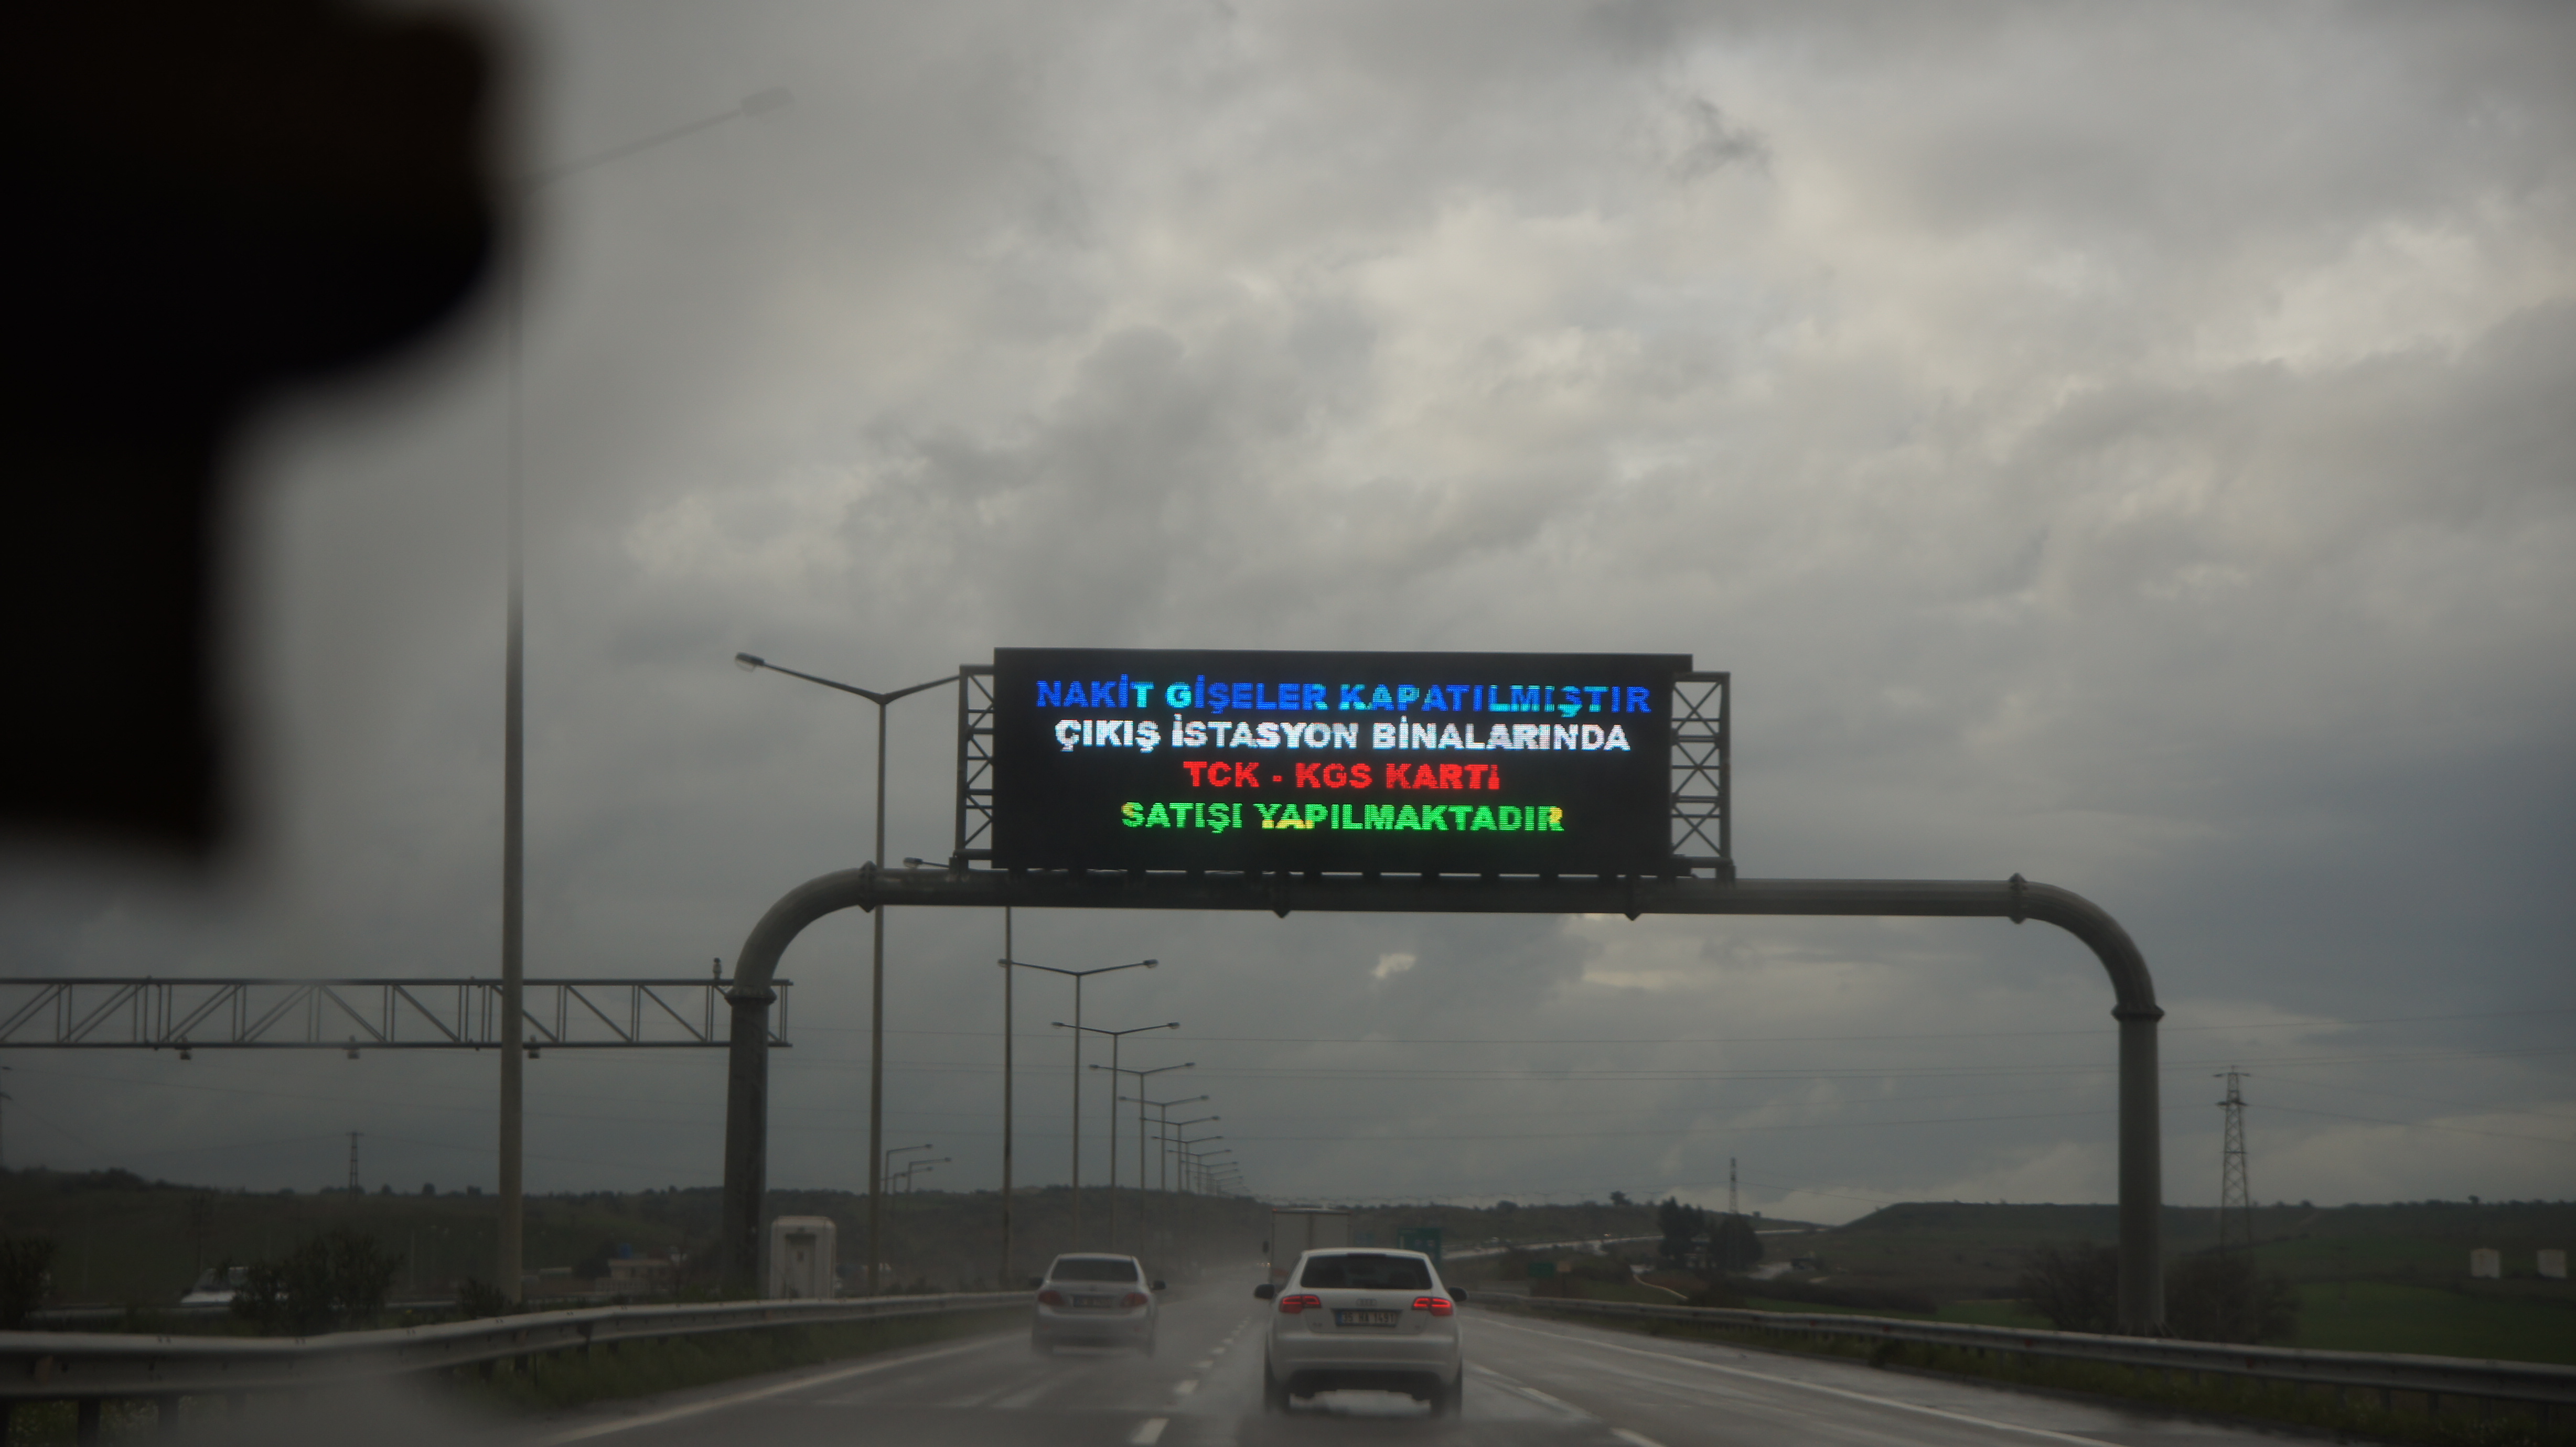 NAKİT GİŞELER KAPATILMIŞTIR
ÇIKIŞ İSTASYON BİNALARINDA
TCK - KGS KARTi
SATIŞI YAPILMAKTADIR